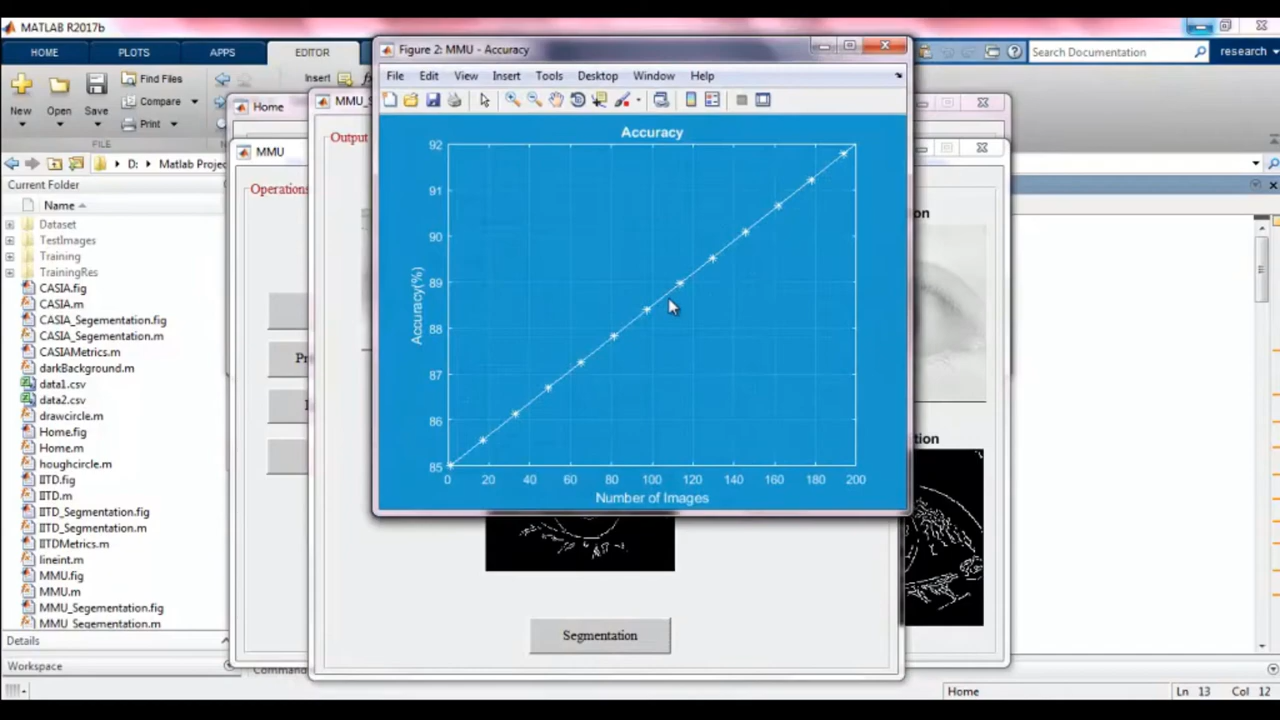 MATLAB R2017b
HOME PLOTS APPS EDITOR
Search Documentation research
Figure 2: MMU - Accuracy
File Edit View Insert Tools Desktop Window Help
New Open Save
Find Files
Compare
Print
Insert
FILE
D: Matlab Projec
Current Folder
Name
Dataset
TestImages
Training
TrainingRes
CASIA.fig
CASIA.m
CASIA_Segementation.fig
CASIA_Segementation.m
CASIAMetrics.m
darkBackground.m
data1.csv
data2.csv
drawcircle.m
Home.fig
Home.m
houghcircle.m
IITD.fig
IITD.m
IITD_Segmentation.fig
IITD_Segmentation.m
IITDMetrics.m
lineint.m
MMU.fig
MMU.m
MMU_Segementation.fig
MMU_Segementation.m
Details
Workspace
Home
MMU
Operations
MMU_S
Output
Accuracy
92
91
90
89
88
87
86
85
Accuracy(%)
0 20 40 60 80 100 120 140 160 180 200
Number of Images
Segmentation
Home
Ln 13 Col 12